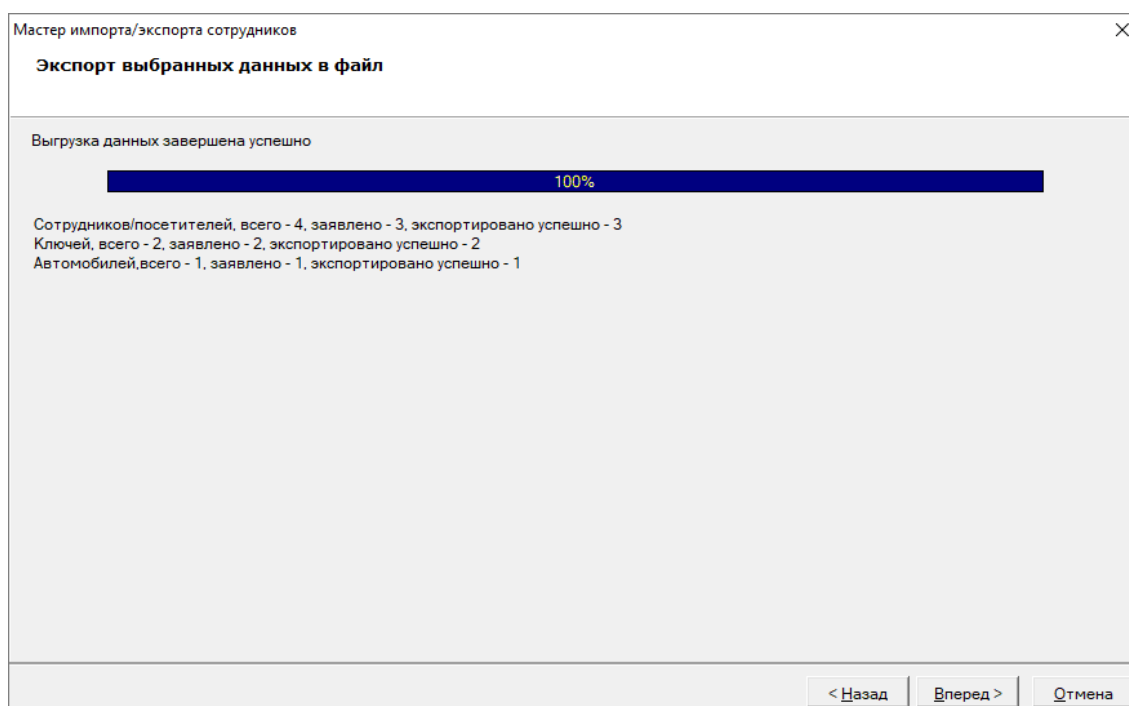 Мастер импорта/экспорта сотрудников
Экспорт выбранных данных в файл
Выгрузка данных завершена успешно
100%
Сотрудников/посетителей, всего - 4, заявлено - 3, экспортировано успешно - 3
Ключей, всего - 2, заявлено - 2, экспортировано успешно - 2
Автомобилей,всего - 1, заявлено - 1, экспортировано успешно - 1
< Назад Вперед > Отмена